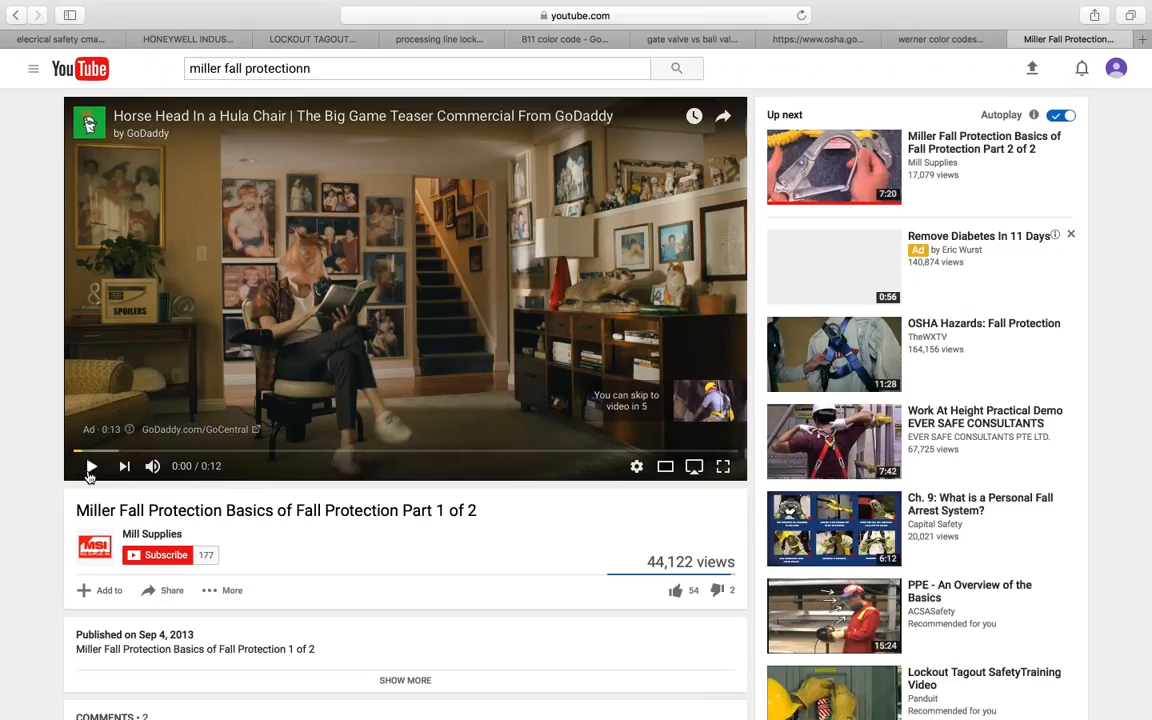 youtube.com
elecrical safety cma...
HONEYWELL INDUS...
LOCKOUT TAGOUT...
processing line lock...
811 color code - Go...
gate valve vs ball val...
https://www.osha.go...
werner color codes...
Miller Fall Protection...
YouTube
miller fall protectionn
Horse Head In a Hula Chair | The Big Game Teaser Commercial From GoDaddy
by GoDaddy
SPOILERS
You can skip to
video in 5
Ad · 0:13
GoDaddy.com/GoCentral
0:00 / 0:12
Miller Fall Protection Basics of Fall Protection Part 1 of 2
MSI
Mill Supplies
Subscribe 177
44,122 views
Add to
Share
More
54
2
Published on Sep 4, 2013
Miller Fall Protection Basics of Fall Protection 1 of 2
SHOW MORE
COMMENTS • 2
Up next
Autoplay
Miller Fall Protection Basics of
Fall Protection Part 2 of 2
Mill Supplies
17,079 views
7:20
Remove Diabetes In 11 Days
Ad by Eric Wurst
140,874 views
0:56
OSHA Hazards: Fall Protection
TheWXTV
164,156 views
11:28
Work At Height Practical Demo
EVER SAFE CONSULTANTS
EVER SAFE CONSULTANTS PTE LTD.
67,725 views
7:42
Ch. 9: What is a Personal Fall
Arrest System?
Capital Safety
20,021 views
6:12
PPE - An Overview of the
Basics
ACSASafety
Recommended for you
15:24
Lockout Tagout SafetyTraining
Video
Panduit
Recommended for you